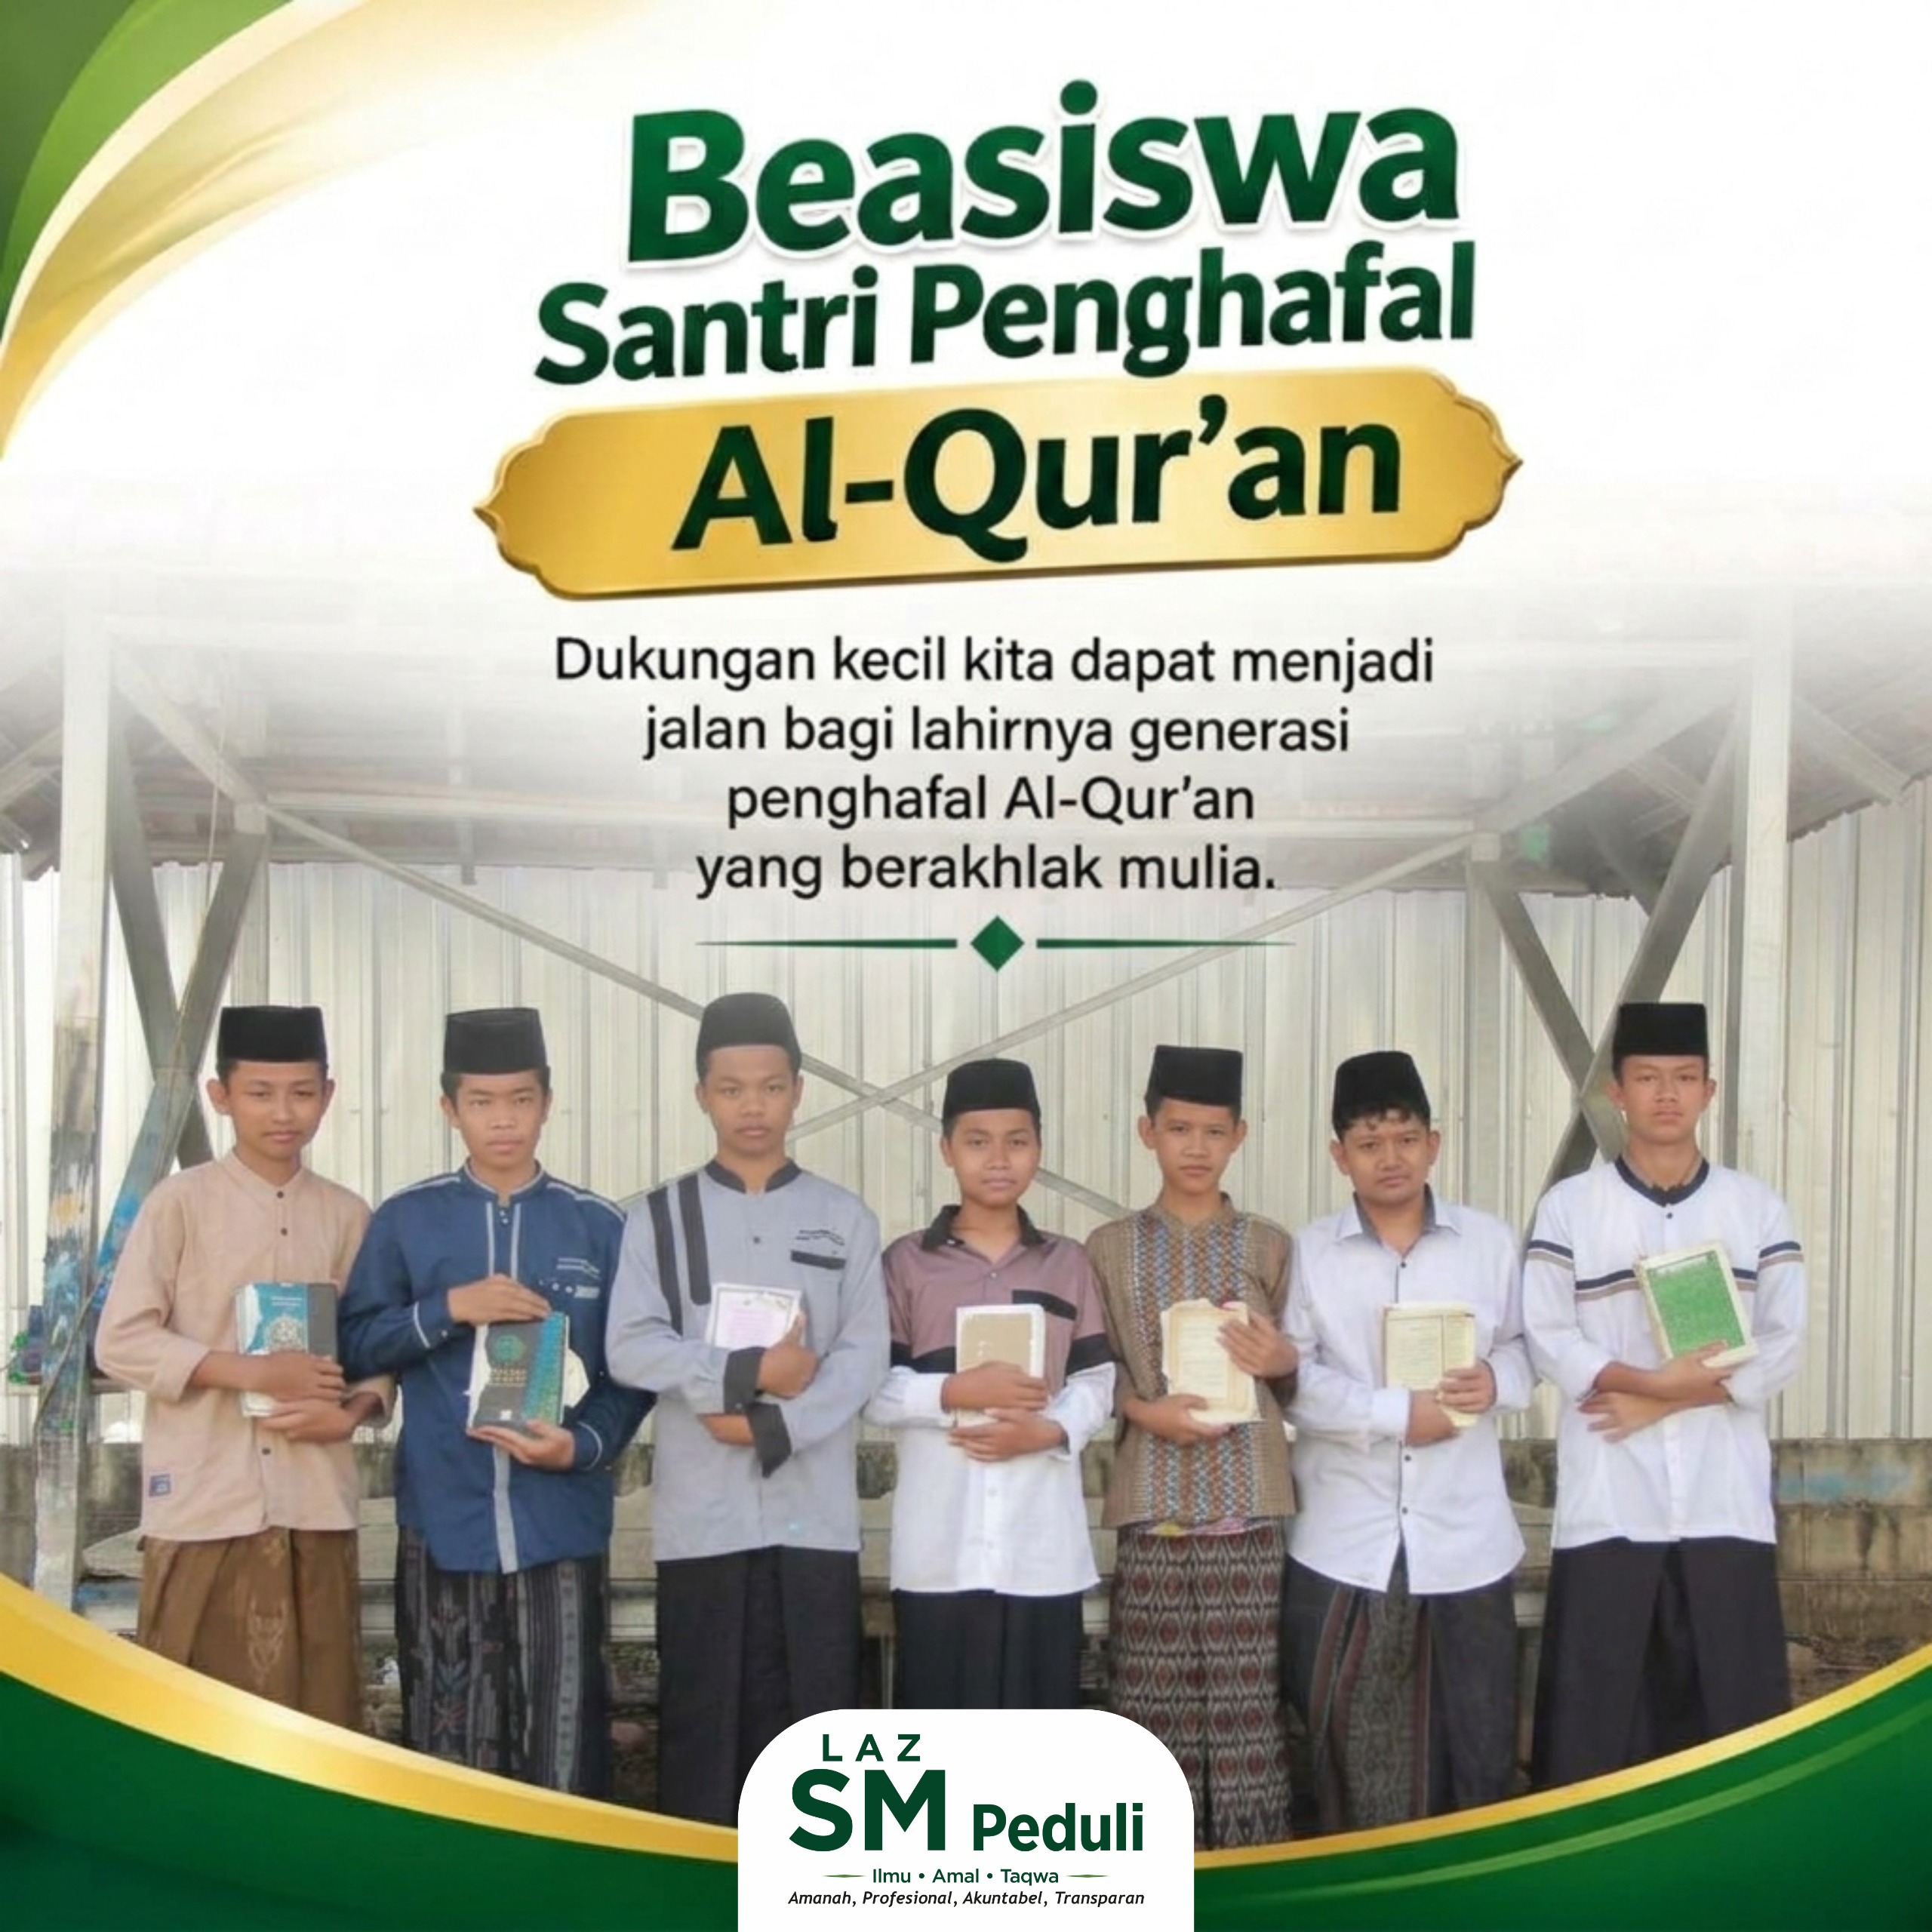 Beasiswa
Santri Penghafal
Al-Qur’an
Dukungan kecil kita dapat menjadi
jalan bagi lahirnya generasi
penghafal Al-Qur’an
yang berakhlak mulia.
LAZ
SM Peduli
Ilmu • Amal • Taqwa
Amanah, Profesional, Akuntabel, Transparan